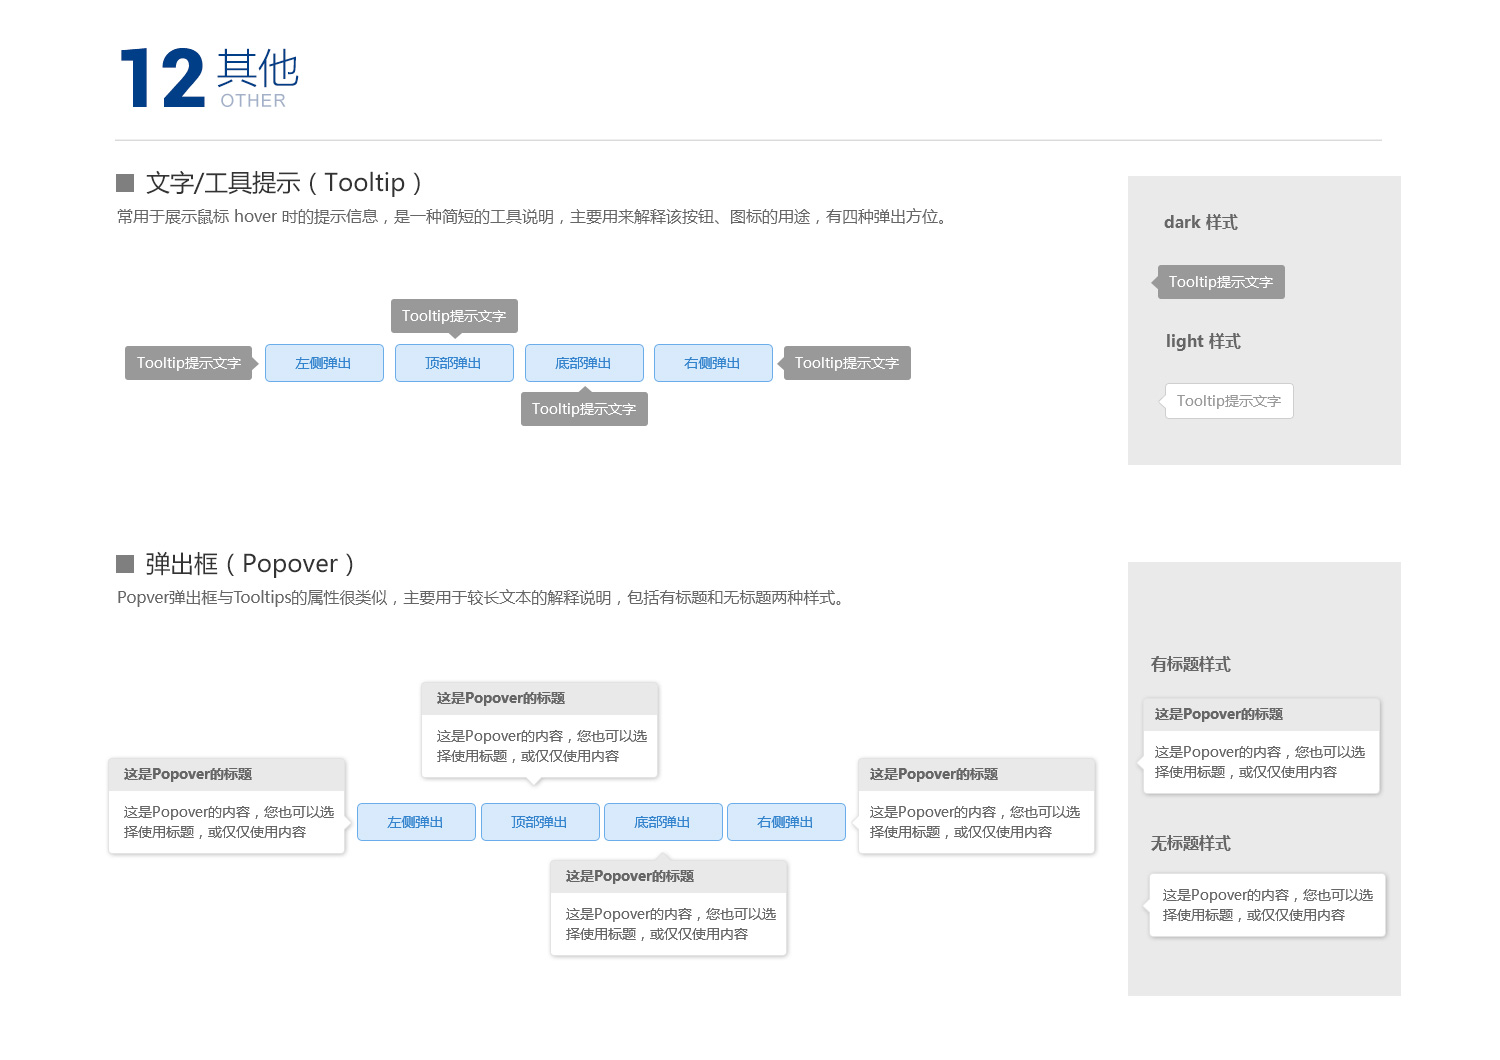 12 其他
OTHER
文字/工具提示（Tooltip）
常用于展示鼠标 hover 时的提示信息，是一种简短的工具说明，主要用来解释该按钮、图标的用途，有四种弹出方位。
Tooltip提示文字
Tooltip提示文字
左侧弹出
顶部弹出
底部弹出
右侧弹出
Tooltip提示文字
Tooltip提示文字
dark 样式
Tooltip提示文字
light 样式
Tooltip提示文字
弹出框（Popover）
Popver弹出框与Tooltips的属性很类似，主要用于较长文本的解释说明，包括有标题和无标题两种样式。
这是Popover的标题
这是Popover的内容，您也可以选
择使用标题，或仅仅使用内容
这是Popover的标题
这是Popover的内容，您也可以选
择使用标题，或仅仅使用内容
左侧弹出
顶部弹出
底部弹出
右侧弹出
这是Popover的标题
这是Popover的内容，您也可以选
择使用标题，或仅仅使用内容
这是Popover的标题
这是Popover的内容，您也可以选
择使用标题，或仅仅使用内容
有标题样式
这是Popover的标题
这是Popover的内容，您也可以选
择使用标题，或仅仅使用内容
无标题样式
这是Popover的内容，您也可以选
择使用标题，或仅仅使用内容